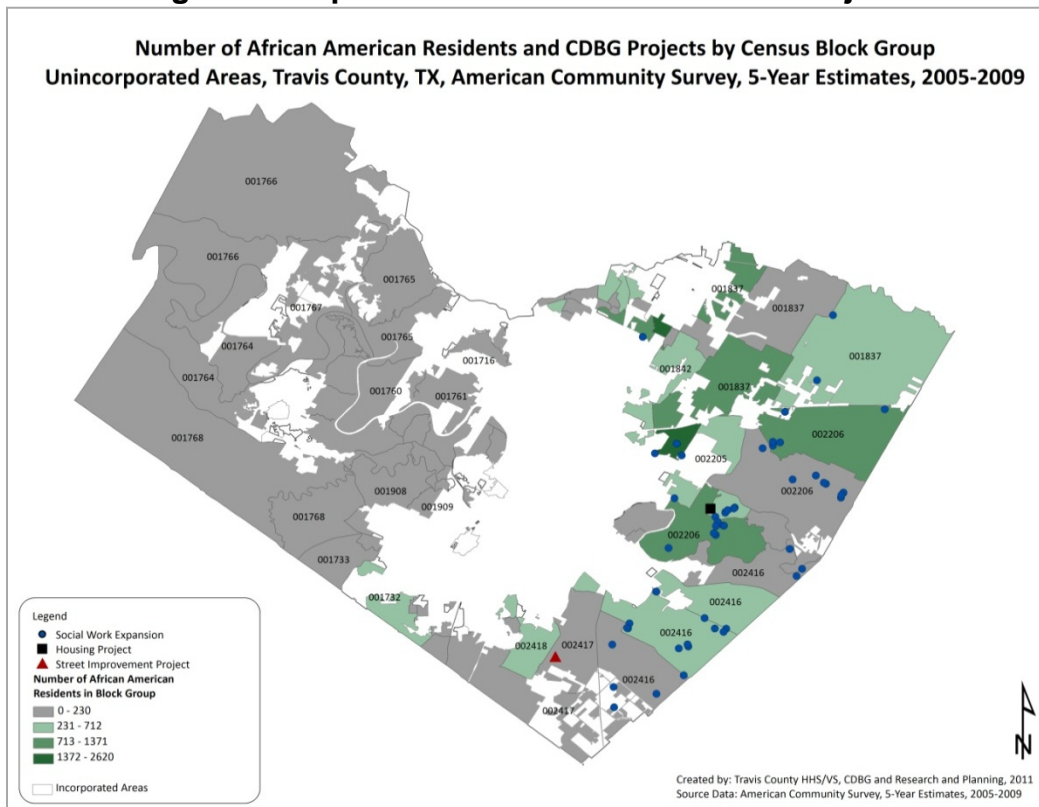 Number of African American Residents and CDBG Projects by Census Block Group
Unincorporated Areas, Travis County, TX, American Community Survey, 5-Year Estimates, 2005-2009
001766
001766
001765
001767
001764
001765
001716
001764
001760
001761
001768
001908
001909
001768
001733
001732
001837
001837
001837
001842
001837
002206
002205
002206
002206
002416
002416
002416
002418
002417
002416
002417
Legend
Social Work Expansion
Housing Project
Street Improvement Project
Number of African American
Residents in Block Group
0 - 230
231 - 712
713 - 1371
1372 - 2620
Incorporated Areas
N
Created by: Travis County HHS/VS, CDBG and Research and Planning, 2011
Source Data: American Community Survey, 5-Year Estimates, 2005-2009